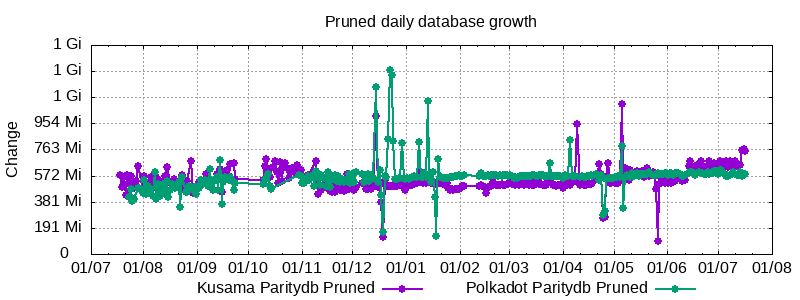 Pruned daily database growth
1 Gi
1 Gi
1 Gi
954 Mi
763 Mi
572 Mi
381 Mi
191 Mi
0
Change
01/07 01/08 01/09 01/10 01/11 01/12 01/01 01/02 01/03 01/04 01/05 01/06 01/07 01/08
Kusama Paritydb Pruned Polkadot Paritydb Pruned